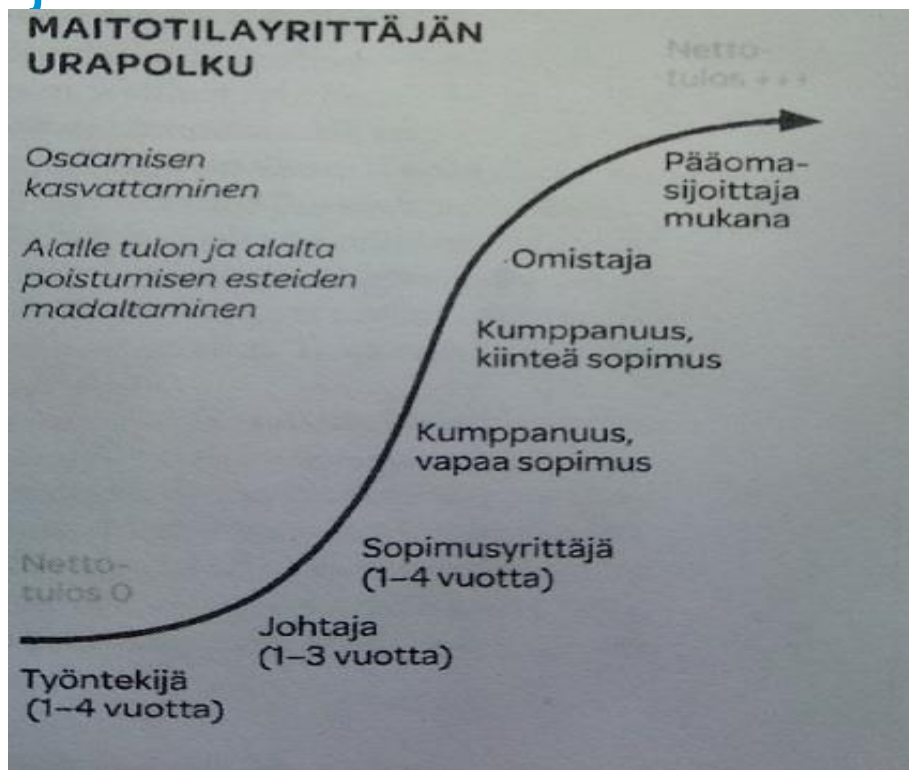 MAITOTILAYRITTÄJÄN
URAPOLKU
Netto-
tulos +++
Osaamisen
kasvattaminen
Pääoma-
sijoittaja
mukana
Alalle tulon ja alalta
poistumisen esteiden
madaltaminen
Omistaja
Kumppanuus,
kiinteä sopimus
Kumppanuus,
vapaa sopimus
Sopimusyrittäjä
(1–4 vuotta)
Netto-
tulos 0
Johtaja
(1–3 vuotta)
Työntekijä
(1–4 vuotta)